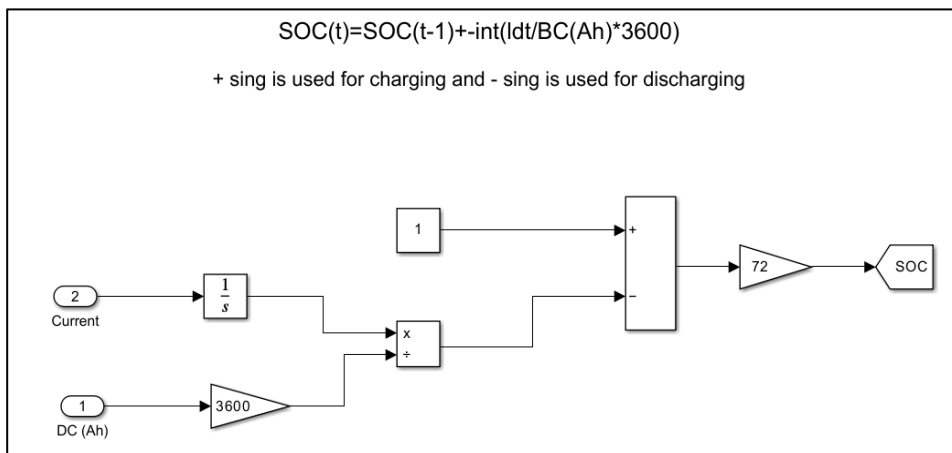 SOC(t)=SOC(t-1)+-int(Idt/BC(Ah)*3600)
+ sing is used for charging and - sing is used for discharging
1
+
72
SOC
2
1
s
Current
x
÷
−
1
3600
DC (Ah)